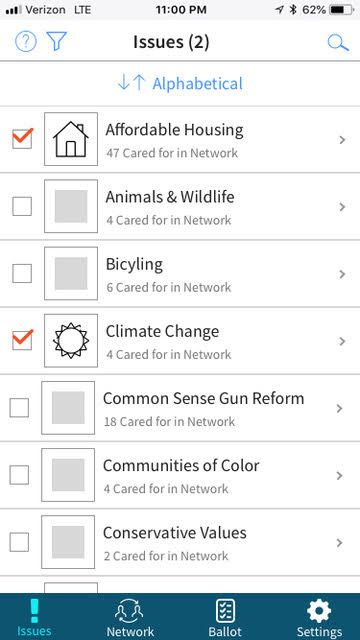 Verizon LTE 11:00 PM 62%
? Issues (2)
Alphabetical
Affordable Housing
47 Cared for in Network
Animals & Wildlife
4 Cared for in Network
Bicyling
6 Cared for in Network
Climate Change
4 Cared for in Network
Common Sense Gun Reform
18 Cared for in Network
Communities of Color
4 Cared for in Network
Conservative Values
2 Cared for in Network
Issues Network Ballot Settings